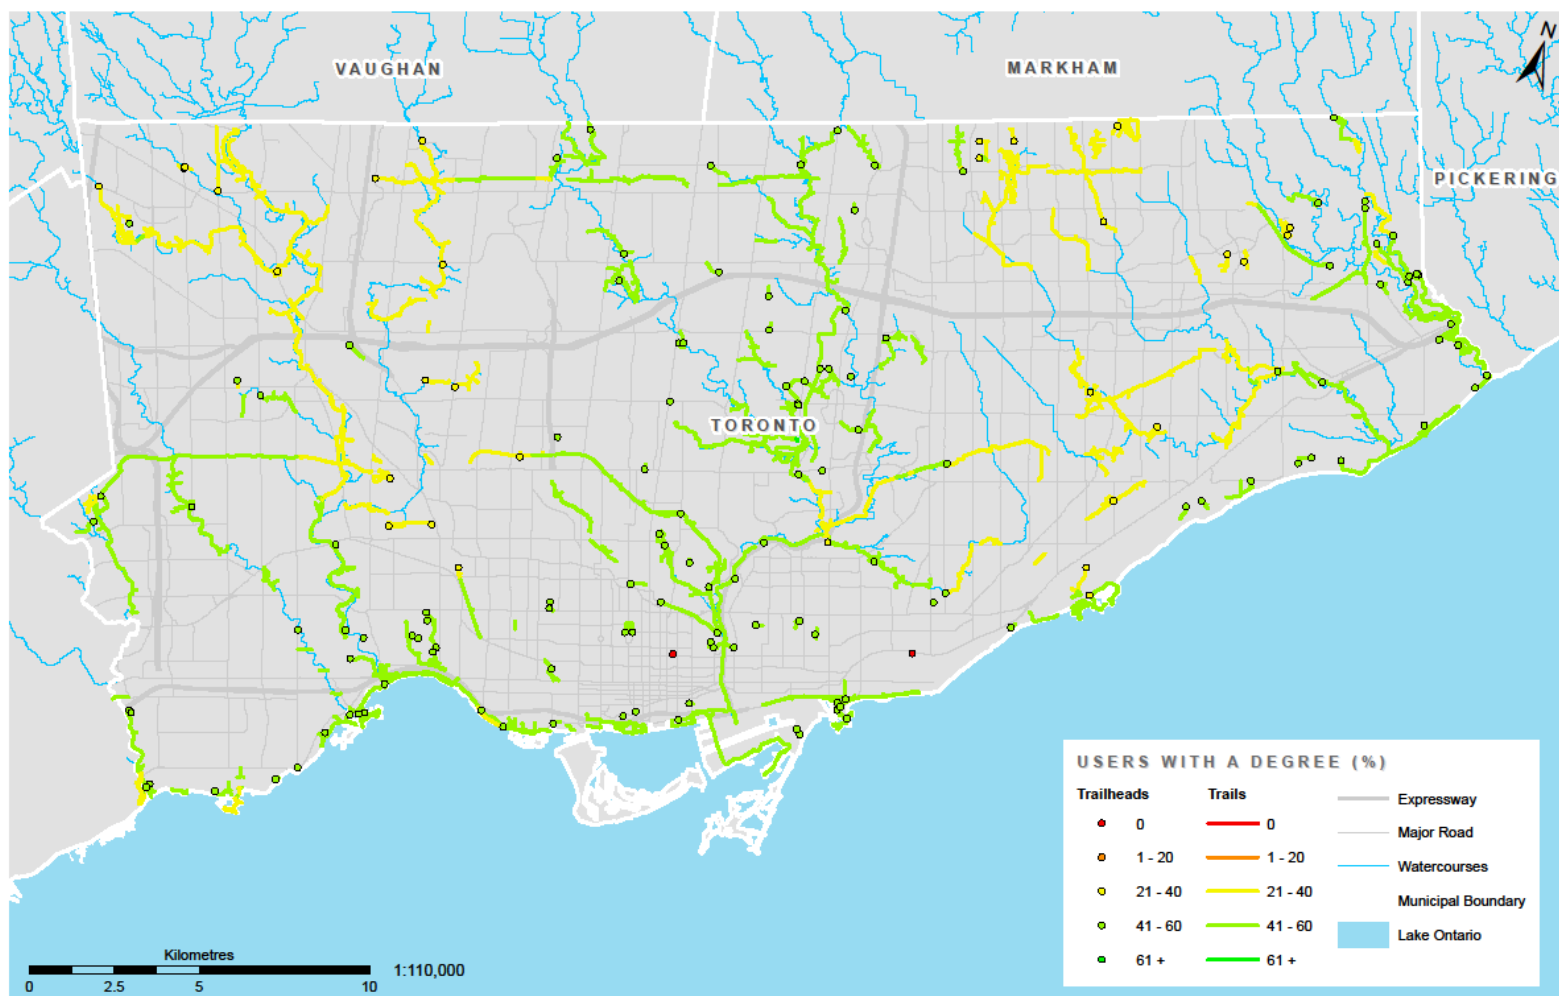 N
VAUGHAN
MARKHAM
PICKERING
TORONTO
USERS WITH A DEGREE (%)
Trailheads Trails
0 0 Expressway
1 - 20 1 - 20 Major Road
21 - 40 21 - 40 Watercourses
41 - 60 41 - 60 Municipal Boundary
61 + 61 + Lake Ontario
Kilometres
1:110,000
0 2.5 5 10